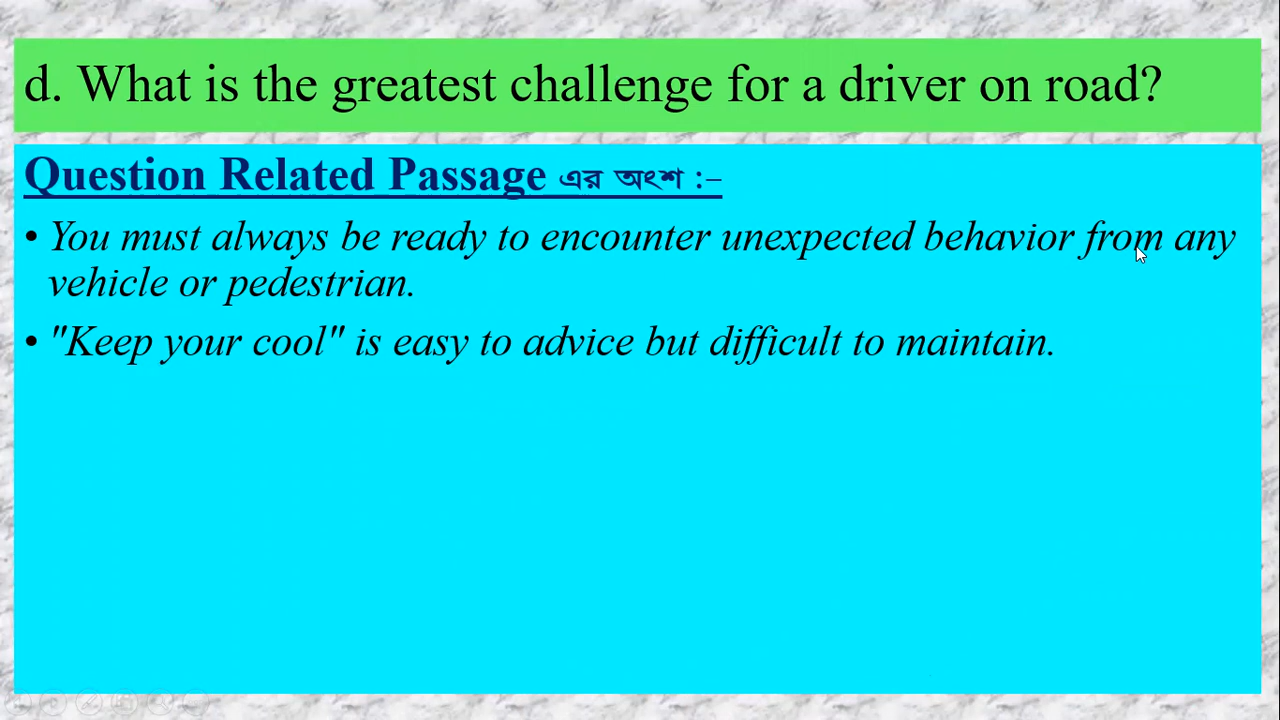 d. What is the greatest challenge for a driver on road?
Question Related Passage এর অংশ :–
• You must always be ready to encounter unexpected behavior from any
vehicle or pedestrian.
• "Keep your cool" is easy to advice but difficult to maintain.